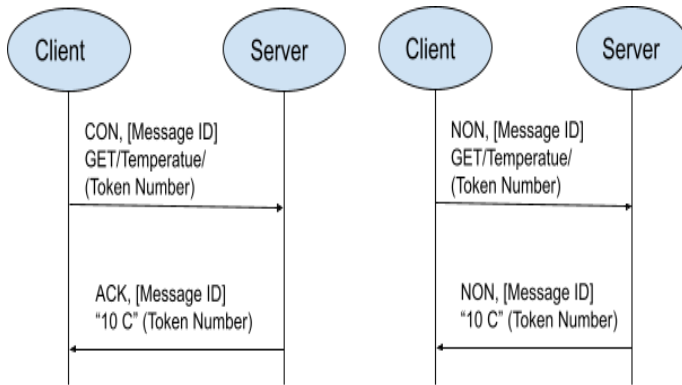 Client
Server
CON, [Message ID]
GET/Temperatue/
(Token Number)
ACK, [Message ID]
“10 C” (Token Number)
Client
Server
NON, [Message ID]
GET/Temperatue/
(Token Number)
NON, [Message ID]
“10 C” (Token Number)